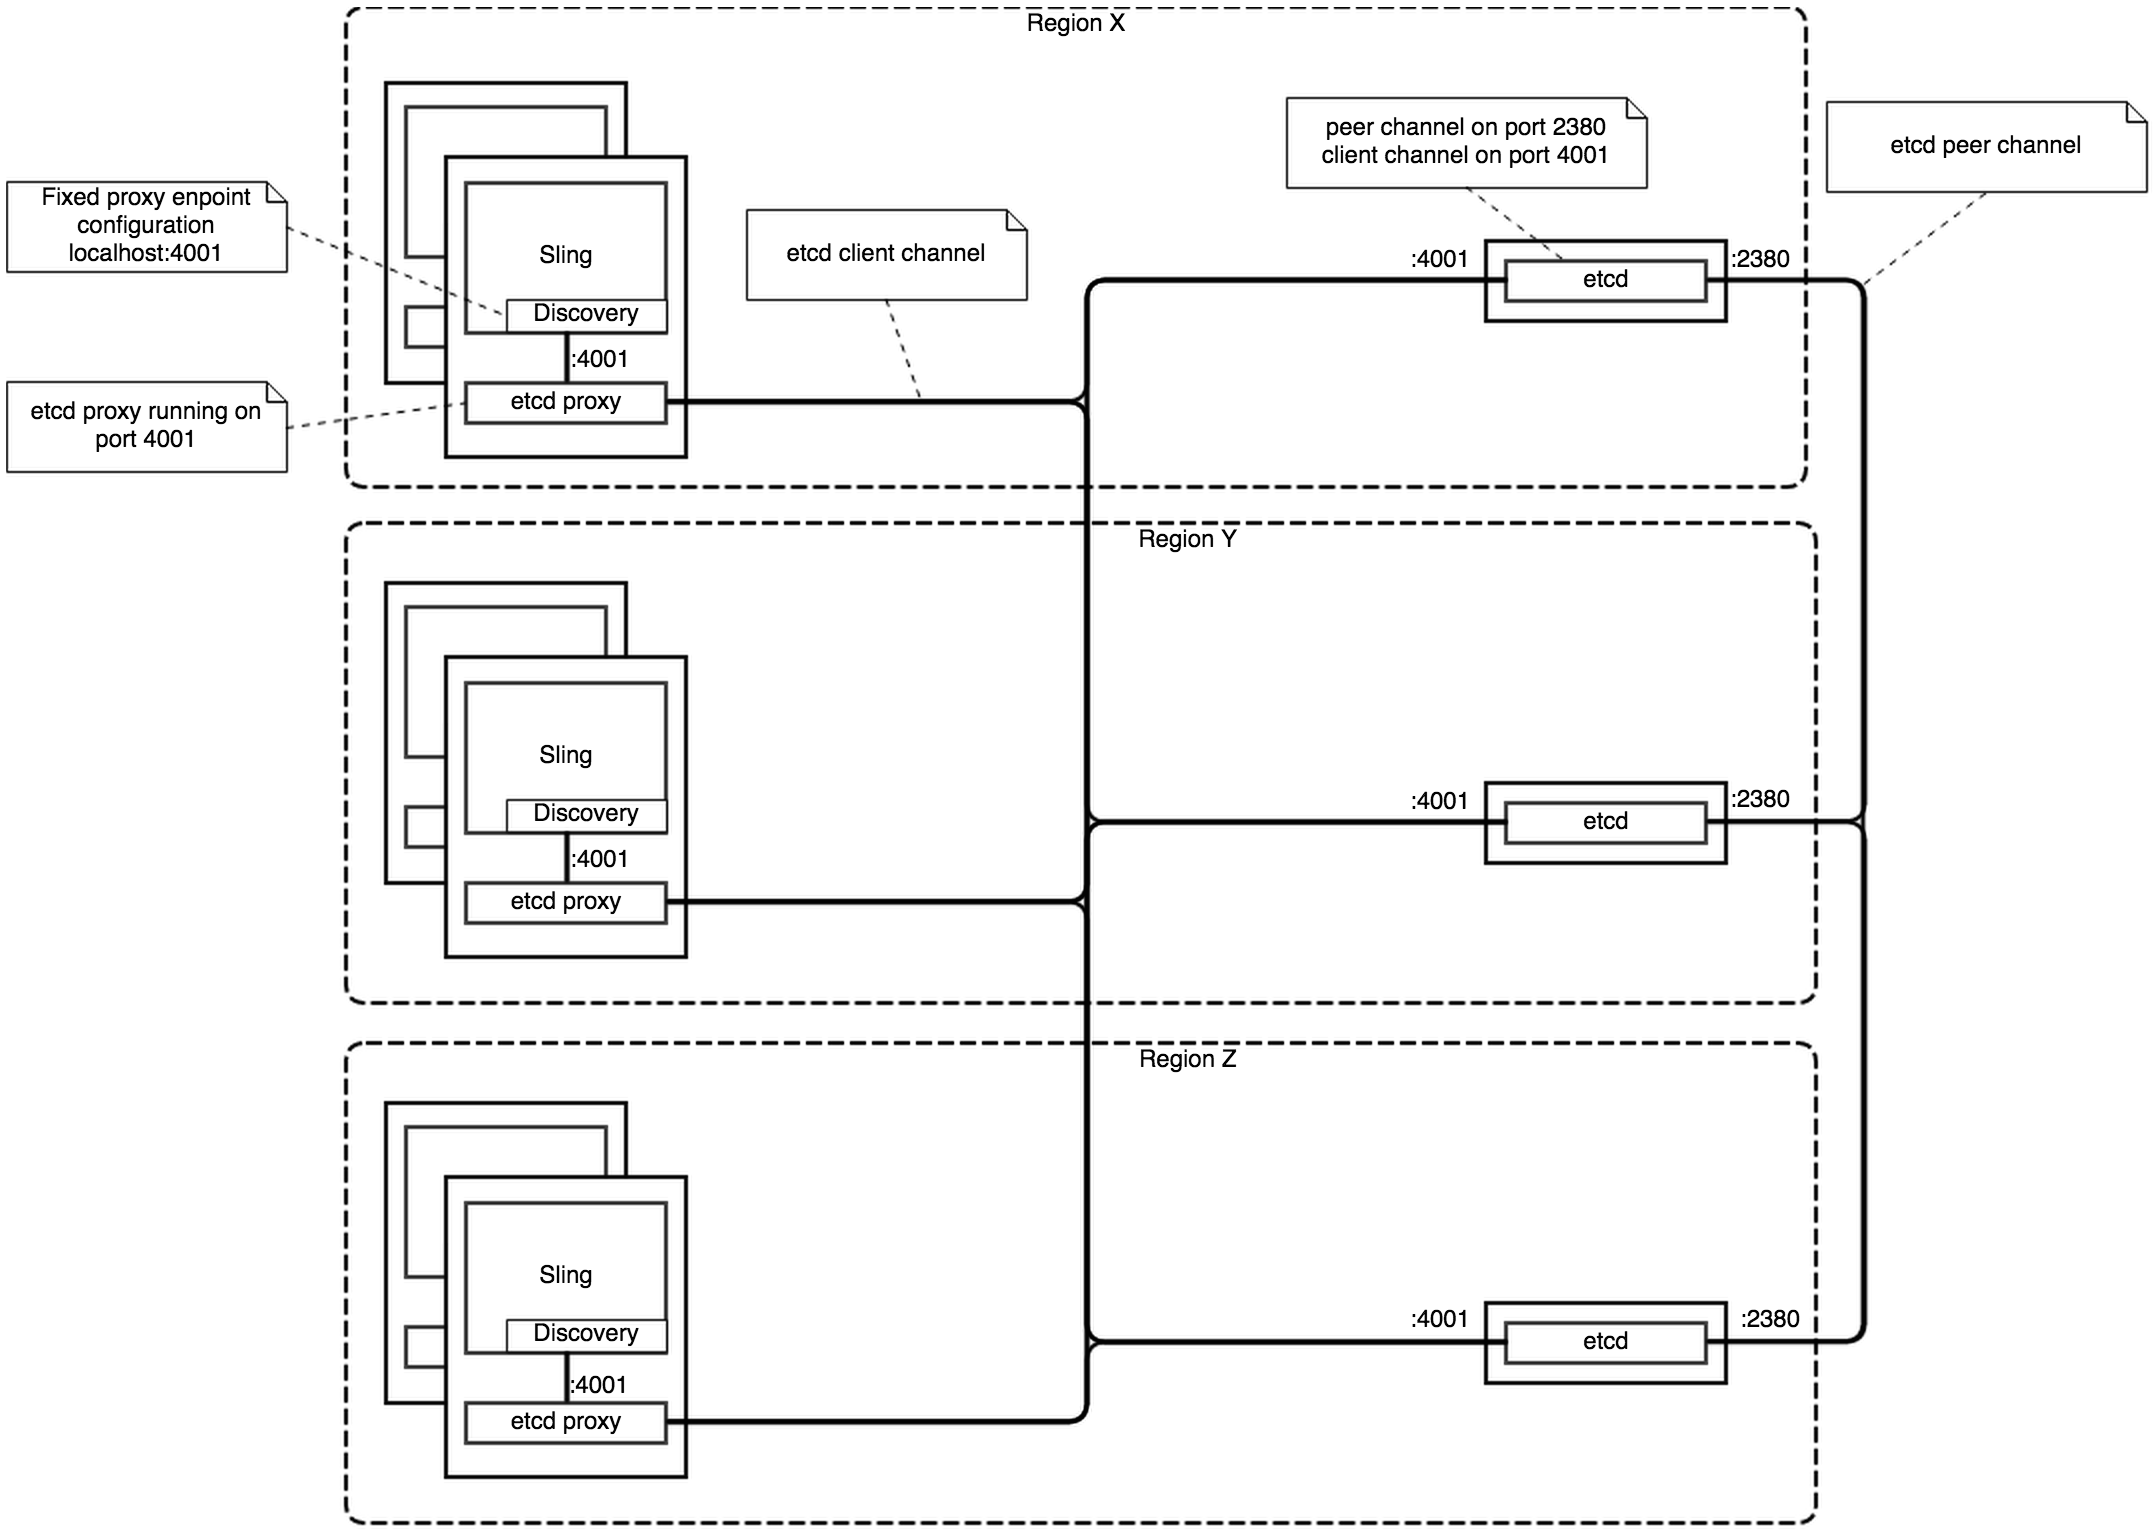 Region X
peer channel on port 2380
client channel on port 4001
etcd peer channel
Fixed proxy enpoint
configuration
localhost:4001
Sling
etcd client channel
:4001
etcd
:2380
Discovery
:4001
etcd proxy
etcd proxy running on
port 4001
Region Y
Sling
Discovery
:4001
etcd proxy
:4001
etcd
:2380
Region Z
Sling
Discovery
:4001
etcd proxy
:4001
etcd
:2380